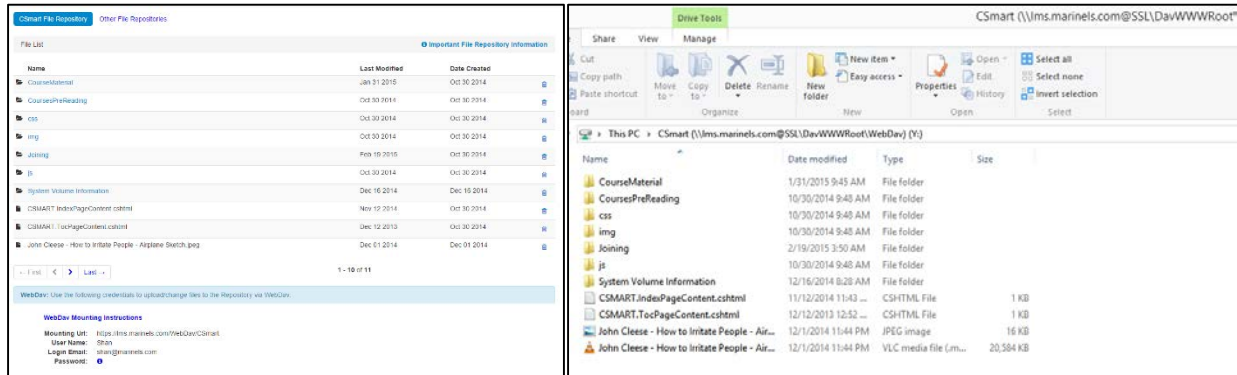 CSmart File Repository Other File Repositories
File List Important File Repository Information
Name Last Modified Date Created
CourseMaterial Jan 31 2015 Oct 30 2014
CoursesPreReading Oct 30 2014 Oct 30 2014
css Oct 30 2014 Oct 30 2014
img Oct 30 2014 Oct 30 2014
Joining Feb 19 2015 Oct 30 2014
js Oct 30 2014 Oct 30 2014
System Volume Information Dec 16 2014 Dec 16 2014
CSMART.IndexPageContent.cshtml Nov 12 2014 Oct 30 2014
CSMART.TocPageContent.cshtml Dec 12 2013 Oct 30 2014
John Cleese - How to Irritate People - Airplane Sketch.jpeg Dec 01 2014 Dec 01 2014
← First < > Last → 1 - 10 of 11
WebDav: Use the following credentials to upload/change files to the Repository via WebDav:
WebDav Mounting Instructions
Mounting Url: https://lms.marinels.com/WebDav/CSmart
User Name: Shan
Login Email: shan@marinels.com
Password:
Drive Tools CSmart (\\lms.marinels.com@SSL\DavWWWRoot
Share View Manage
Cut
Copy path
Paste shortcut
Move to
Copy to
Delete
Rename
New folder
New item
Easy access
Properties
Open
Edit
History
Select all
Select none
Invert selection
Organize New Open Select
This PC › CSmart (\\lms.marinels.com@SSL\DavWWWRoot\WebDav) (Y:)
Name Date modified Type Size
CourseMaterial 1/31/2015 9:45 AM File folder
CoursesPreReading 10/30/2014 9:48 AM File folder
css 10/30/2014 9:48 AM File folder
img 10/30/2014 9:48 AM File folder
Joining 2/19/2015 3:50 AM File folder
js 10/30/2014 9:48 AM File folder
System Volume Information 12/16/2014 8:28 AM File folder
CSMART.IndexPageContent.cshtml 11/12/2014 11:43 ... CSHTML File 1 KB
CSMART.TocPageContent.cshtml 12/12/2013 12:52 ... CSHTML File 1 KB
John Cleese - How to Irritate People - Air... 12/1/2014 11:44 PM JPEG image 16 KB
John Cleese - How to Irritate People - Air... 12/1/2014 11:44 PM VLC media file (.m... 20,584 KB